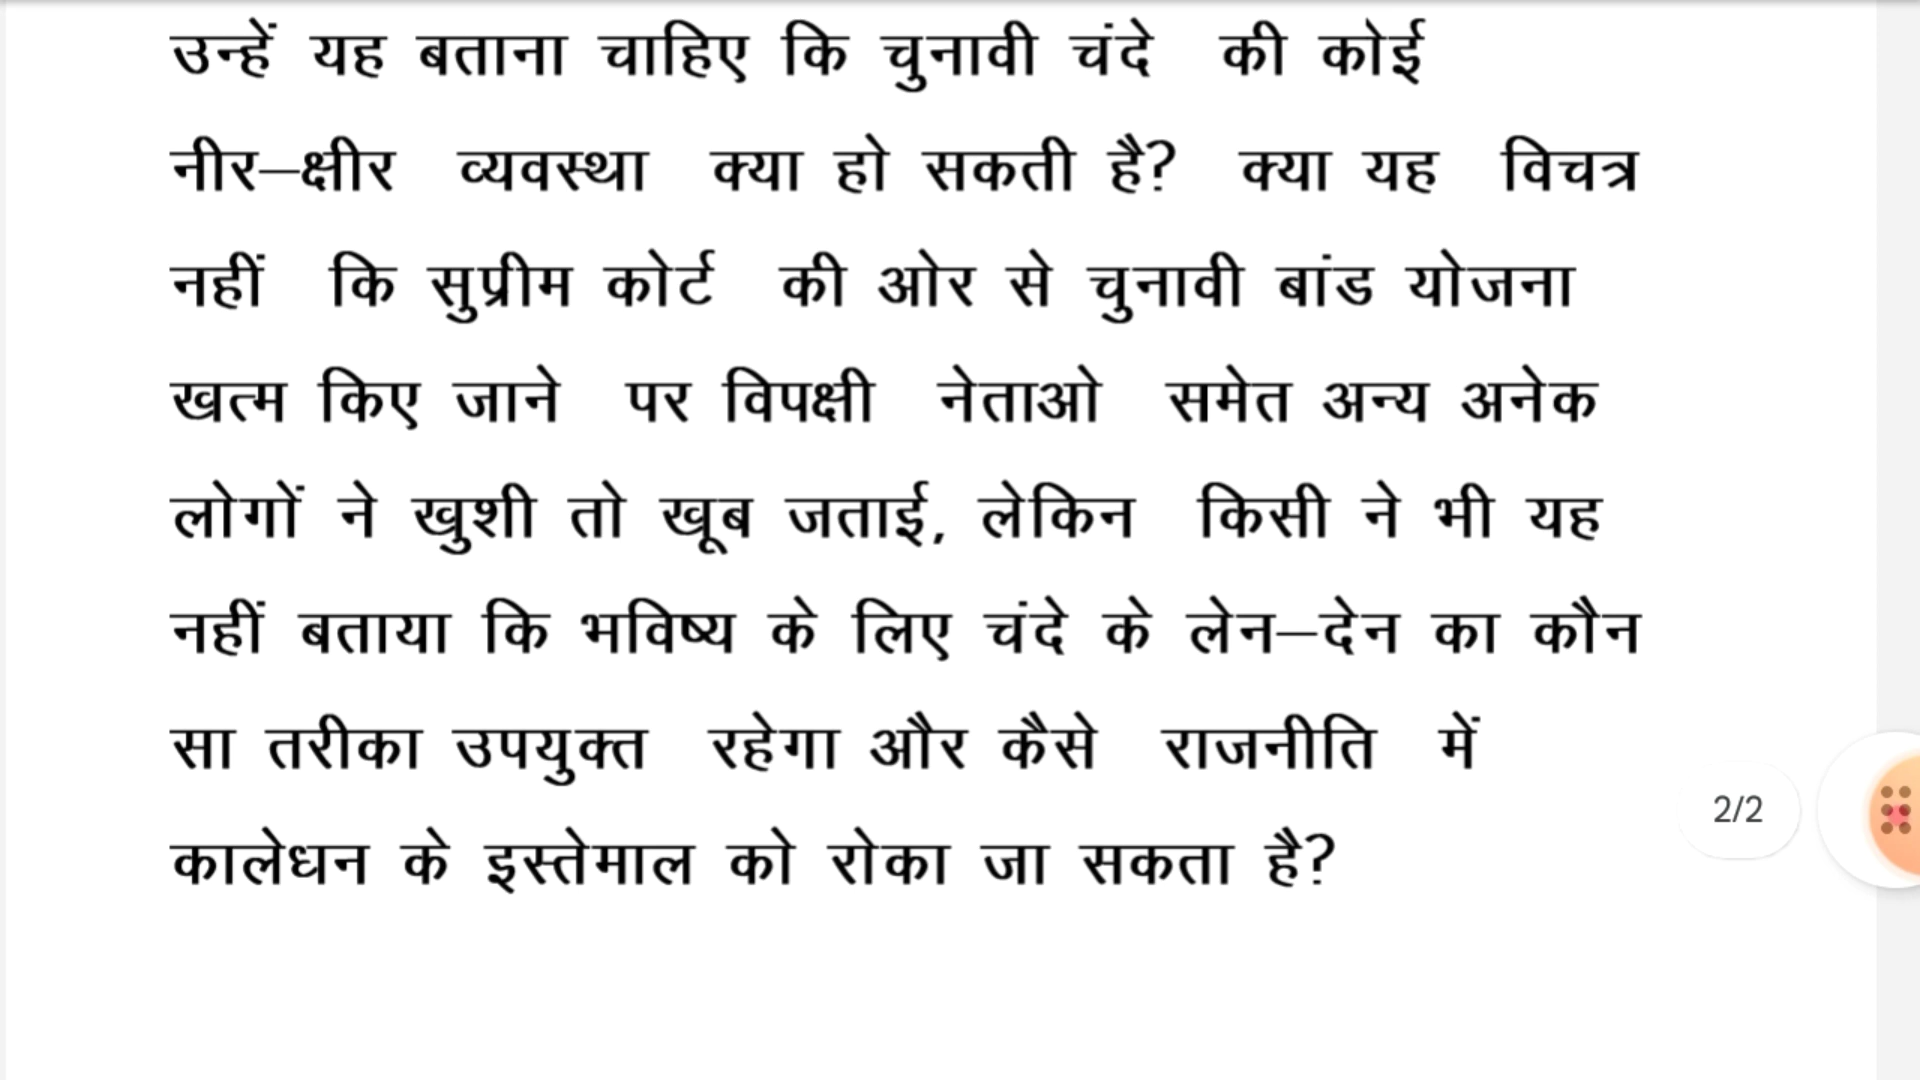 उन्हें यह बताना चाहिए कि चुनावी चंदे की कोई
नीर–क्षीर व्यवस्था क्या हो सकती है? क्या यह विचत्र
नहीं कि सुप्रीम कोर्ट की ओर से चुनावी बांड योजना
खत्म किए जाने पर विपक्षी नेताओ समेत अन्य अनेक
लोगों ने खुशी तो खूब जताई, लेकिन किसी ने भी यह
नहीं बताया कि भविष्य के लिए चंदे के लेन–देन का कौन
सा तरीका उपयुक्त रहेगा और कैसे राजनीति में
कालेधन के इस्तेमाल को रोका जा सकता है?
2/2